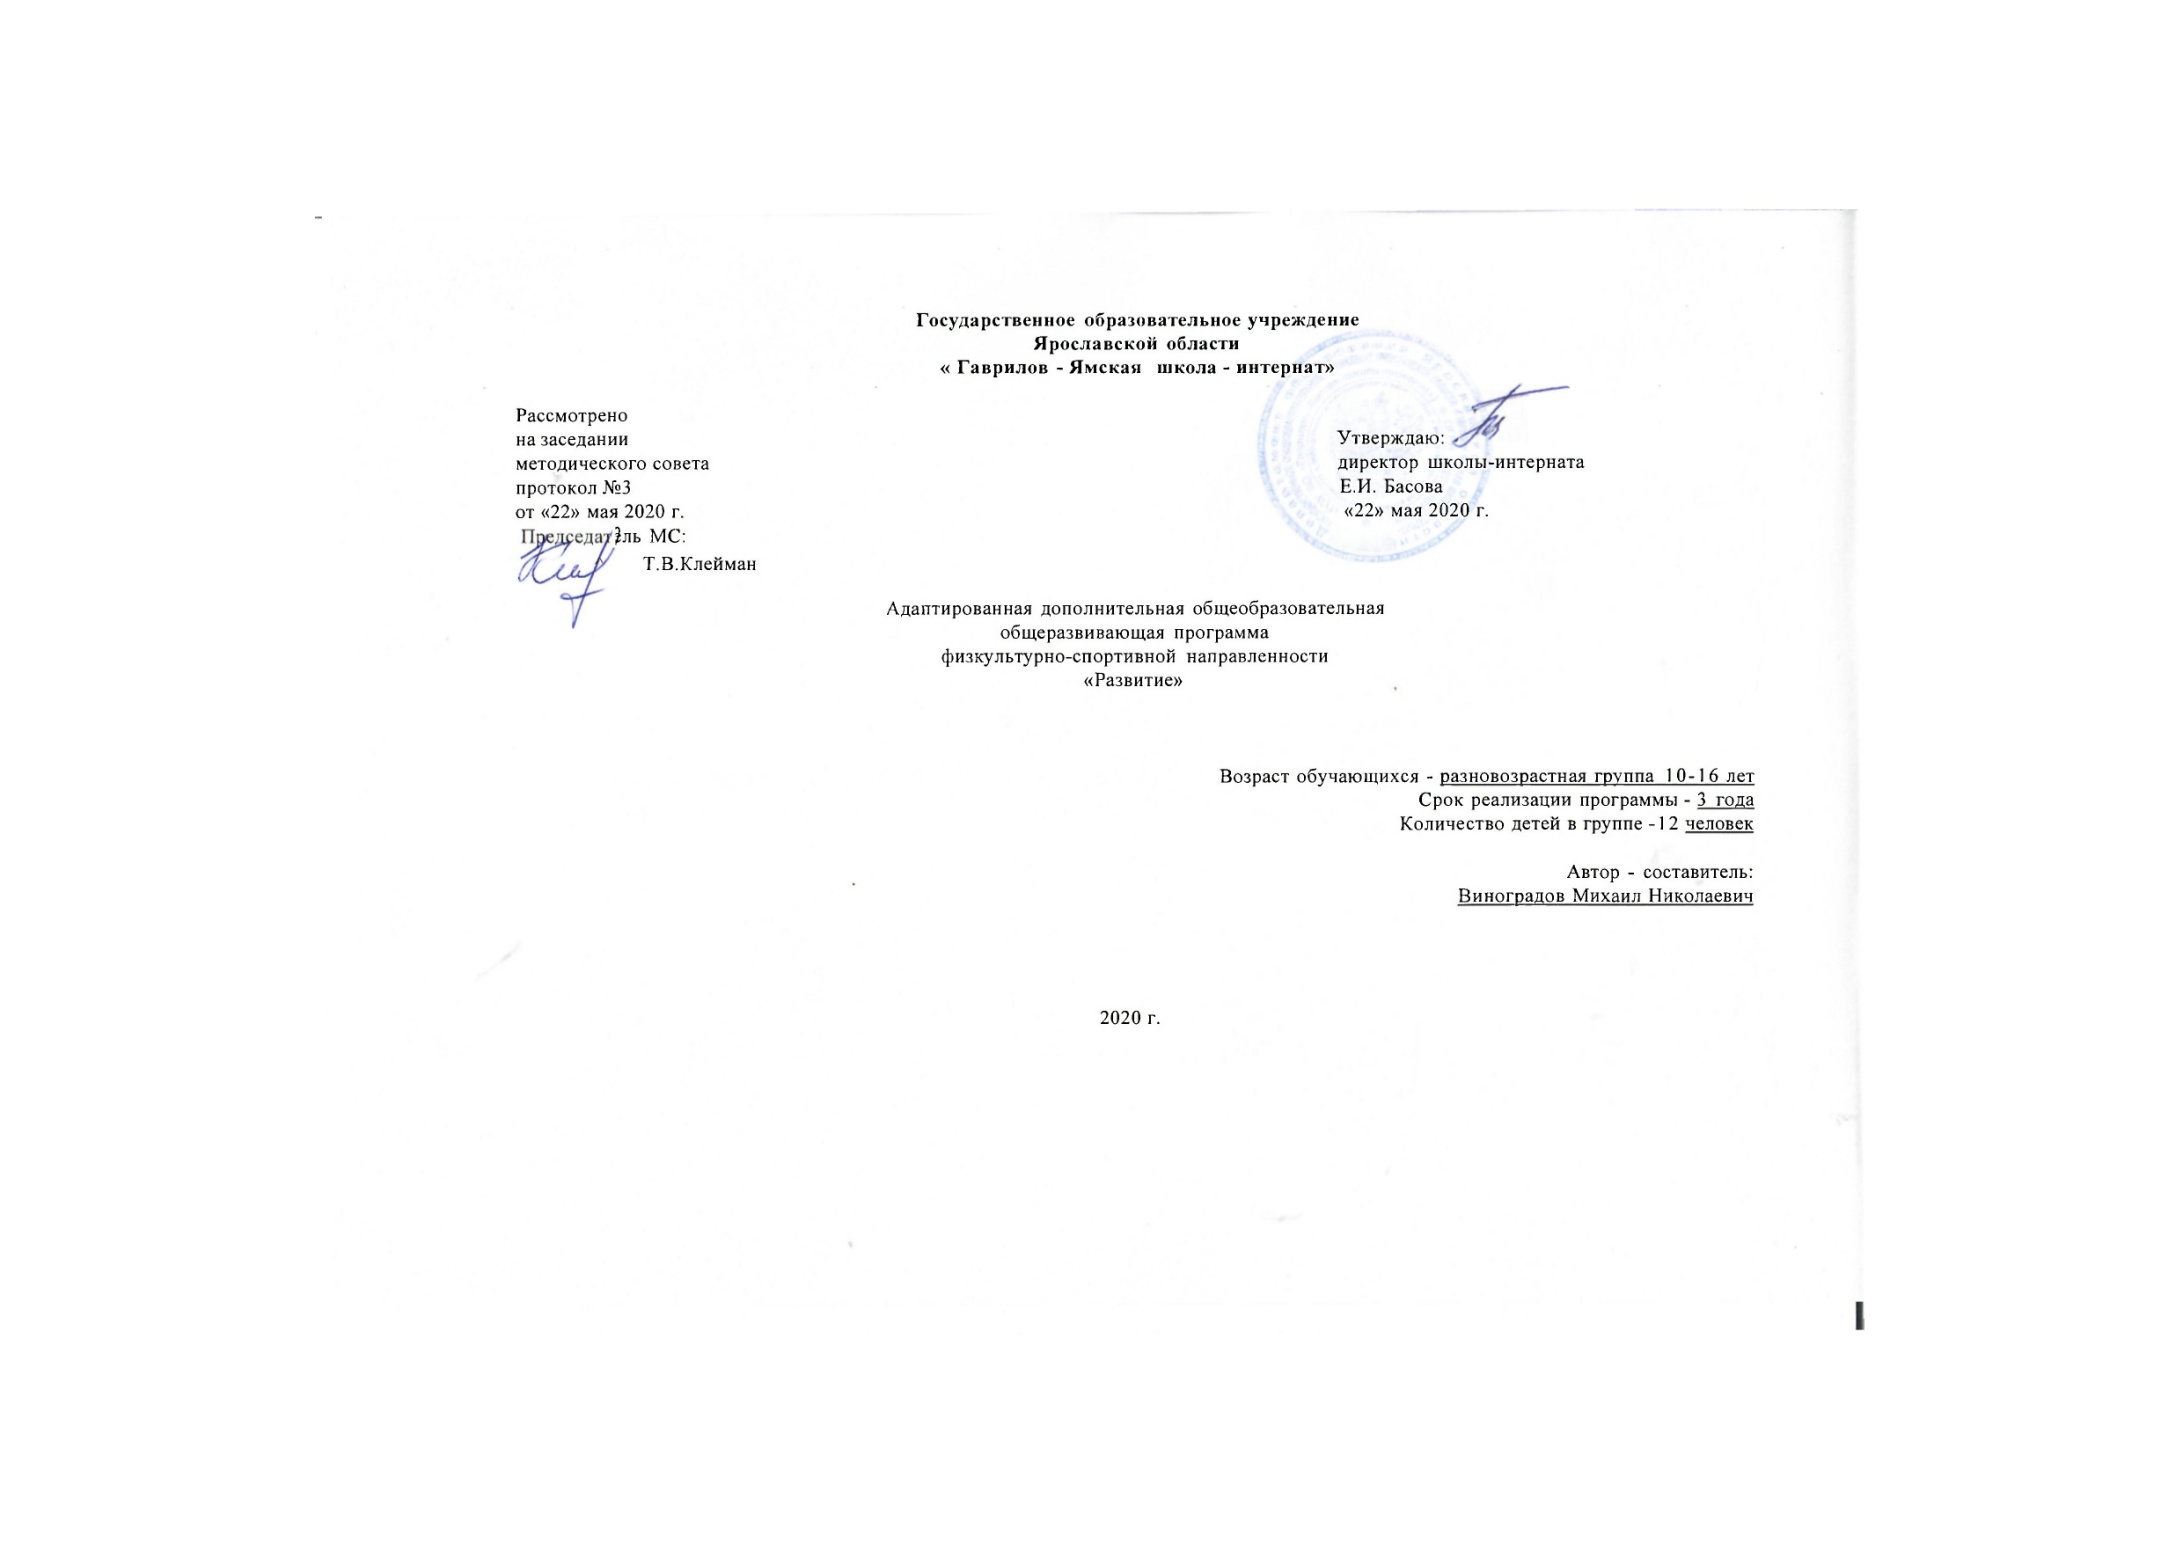 Государственное образовательное учреждение
Ярославской области
« Гаврилов - Ямская школа - интернат»
Рассмотрено
на заседании
методического совета
протокол №3
от «22» мая 2020 г.
Председатель МС:
Т.В.Клейман
Утверждаю:
директор школы-интерната
Е.И. Басова
«22» мая 2020 г.
Адаптированная дополнительная общеобразовательная
общеразвивающая программа
физкультурно-спортивной направленности
«Развитие»
Возраст обучающихся - разновозрастная группа 10-16 лет
Срок реализации программы - 3 года
Количество детей в группе -12 человек
Автор - составитель:
Виноградов Михаил Николаевич
2020 г.